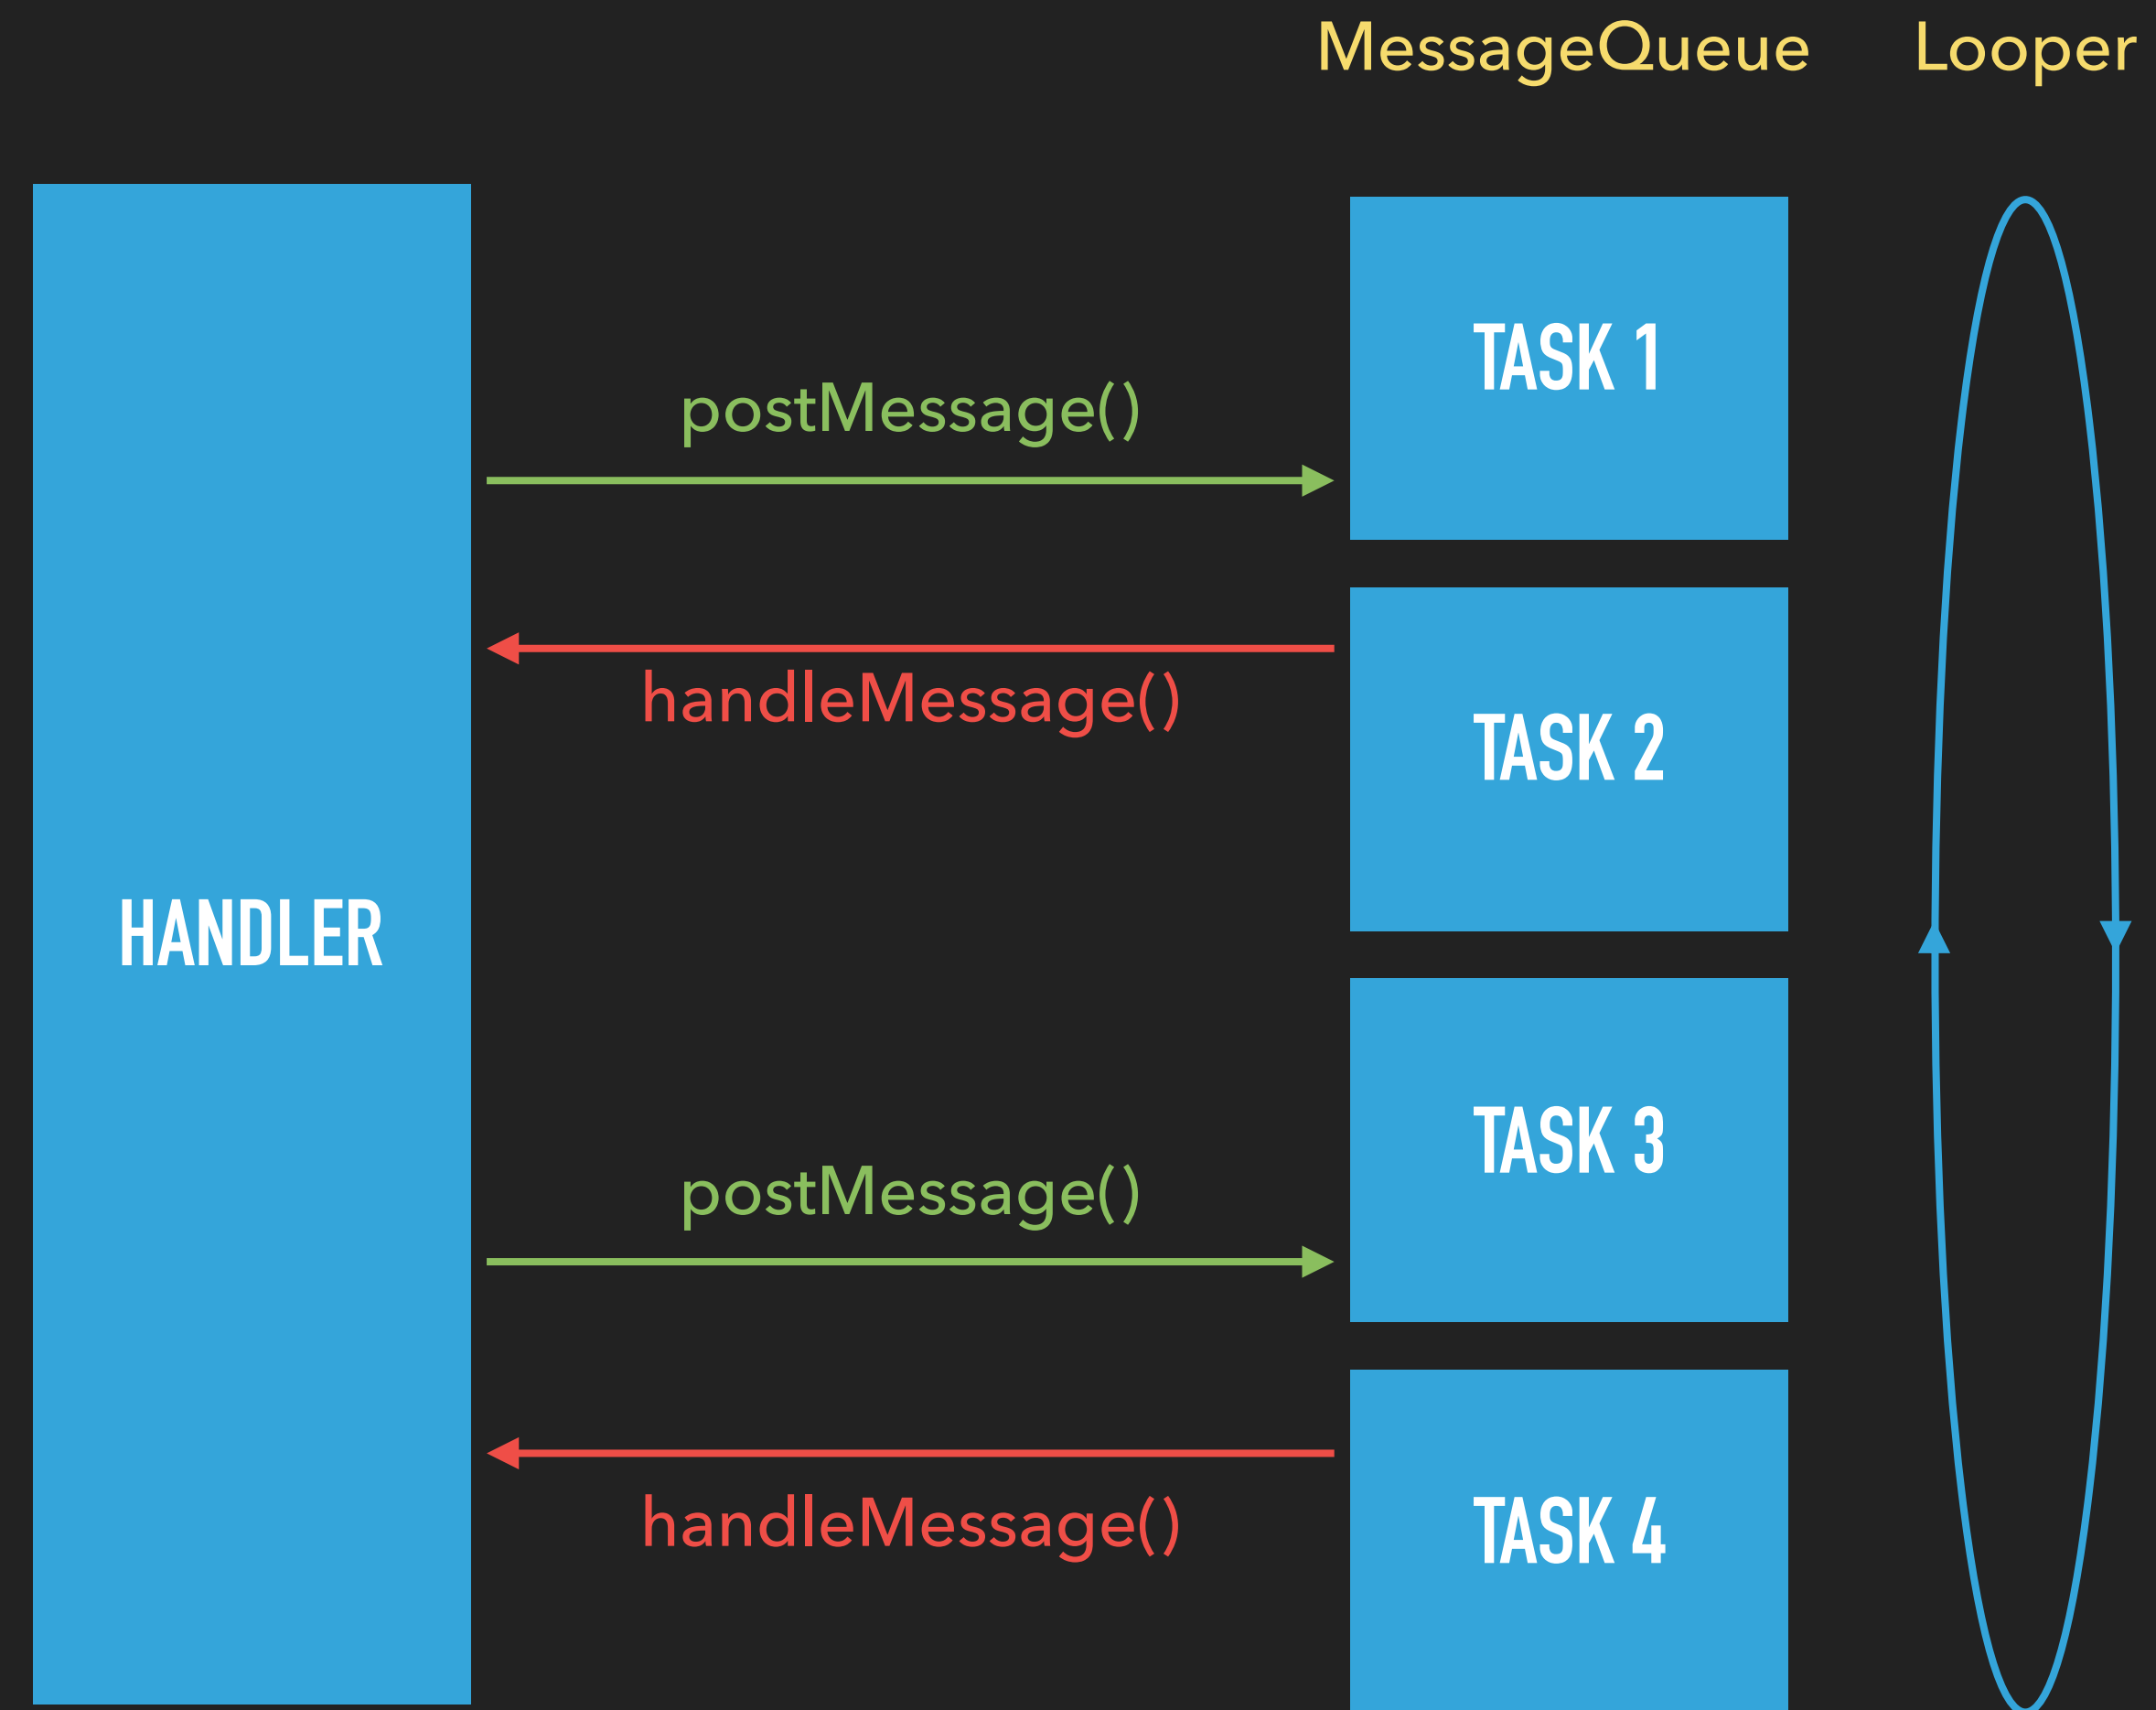 MessageQueue
Looper
TASK 1
postMessage()
handleMessage()
TASK 2
HANDLER
TASK 3
postMessage()
handleMessage()
TASK 4